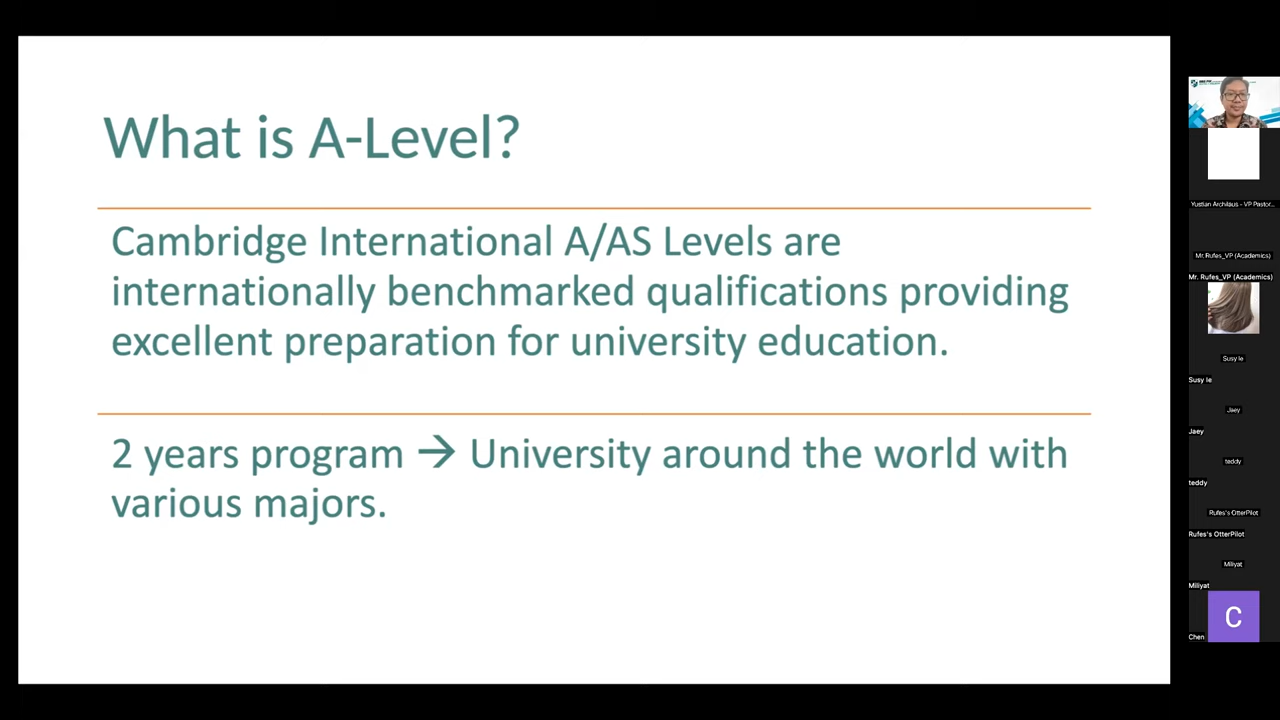 What is A-Level?
Cambridge International A/AS Levels are
internationally benchmarked qualifications providing
excellent preparation for university education.
2 years program → University around the world with
various majors.
Yustian Archilaus - VP Pastor...
Mr. Rufes_VP (Academics)
Mr. Rufes_VP (Academics)
Susy Ie
Susy Ie
Jaey
Jaey
teddy
teddy
Rufes's OtterPilot
Rufes's OtterPilot
Miliyat
Miliyat
C
Chen